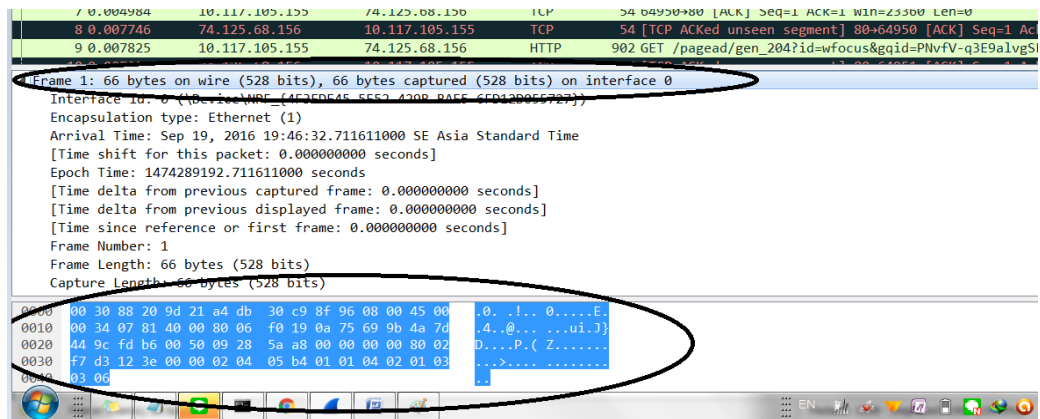 7 0.004984 10.117.105.155 74.125.68.156 TCP 54 64950→80 [ACK] Seq=1 Ack=1 Win=23360 Len=0
8 0.007746 74.125.68.156 10.117.105.155 TCP 54 [TCP ACKed unseen segment] 80→64950 [ACK] Seq=1 Ac
9 0.007825 10.117.105.155 74.125.68.156 HTTP 902 GET /pagead/gen_204?id=wfocus&gqid=PNvfV-q3E9alvgS
Frame 1: 66 bytes on wire (528 bits), 66 bytes captured (528 bits) on interface 0
Interface id: 0
Encapsulation type: Ethernet (1)
Arrival Time: Sep 19, 2016 19:46:32.711611000 SE Asia Standard Time
[Time shift for this packet: 0.000000000 seconds]
Epoch Time: 1474289192.711611000 seconds
[Time delta from previous captured frame: 0.000000000 seconds]
[Time delta from previous displayed frame: 0.000000000 seconds]
[Time since reference or first frame: 0.000000000 seconds]
Frame Number: 1
Frame Length: 66 bytes (528 bits)
Capture Length: 66 bytes (528 bits)
0000 00 30 88 20 9d 21 a4 db 30 c9 8f 96 08 00 45 00 .0. .!.. 0.....E.
0010 00 34 07 81 40 00 80 06 f0 19 0a 75 69 9b 4a 7d .4..@... ...ui.J}
0020 44 9c fd b6 00 50 09 28 5a a8 00 00 00 00 80 02 D....P.( Z.......
0030 f7 d3 12 3e 00 00 02 04 05 b4 01 01 04 02 01 03 ...>.... ........
0040 03 06 ..
EN